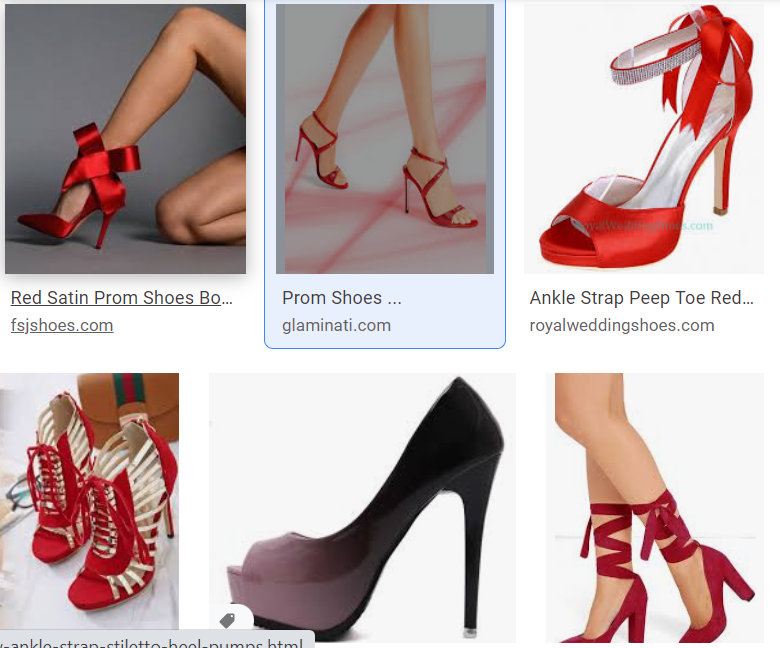 RoyalWeddingShoes.com
Red Satin Prom Shoes Bo...
fsjshoes.com
Prom Shoes ...
glaminati.com
Ankle Strap Peep Toe Red...
royalweddingshoes.com
-ankle-strap-stiletto-heel-pumps.html